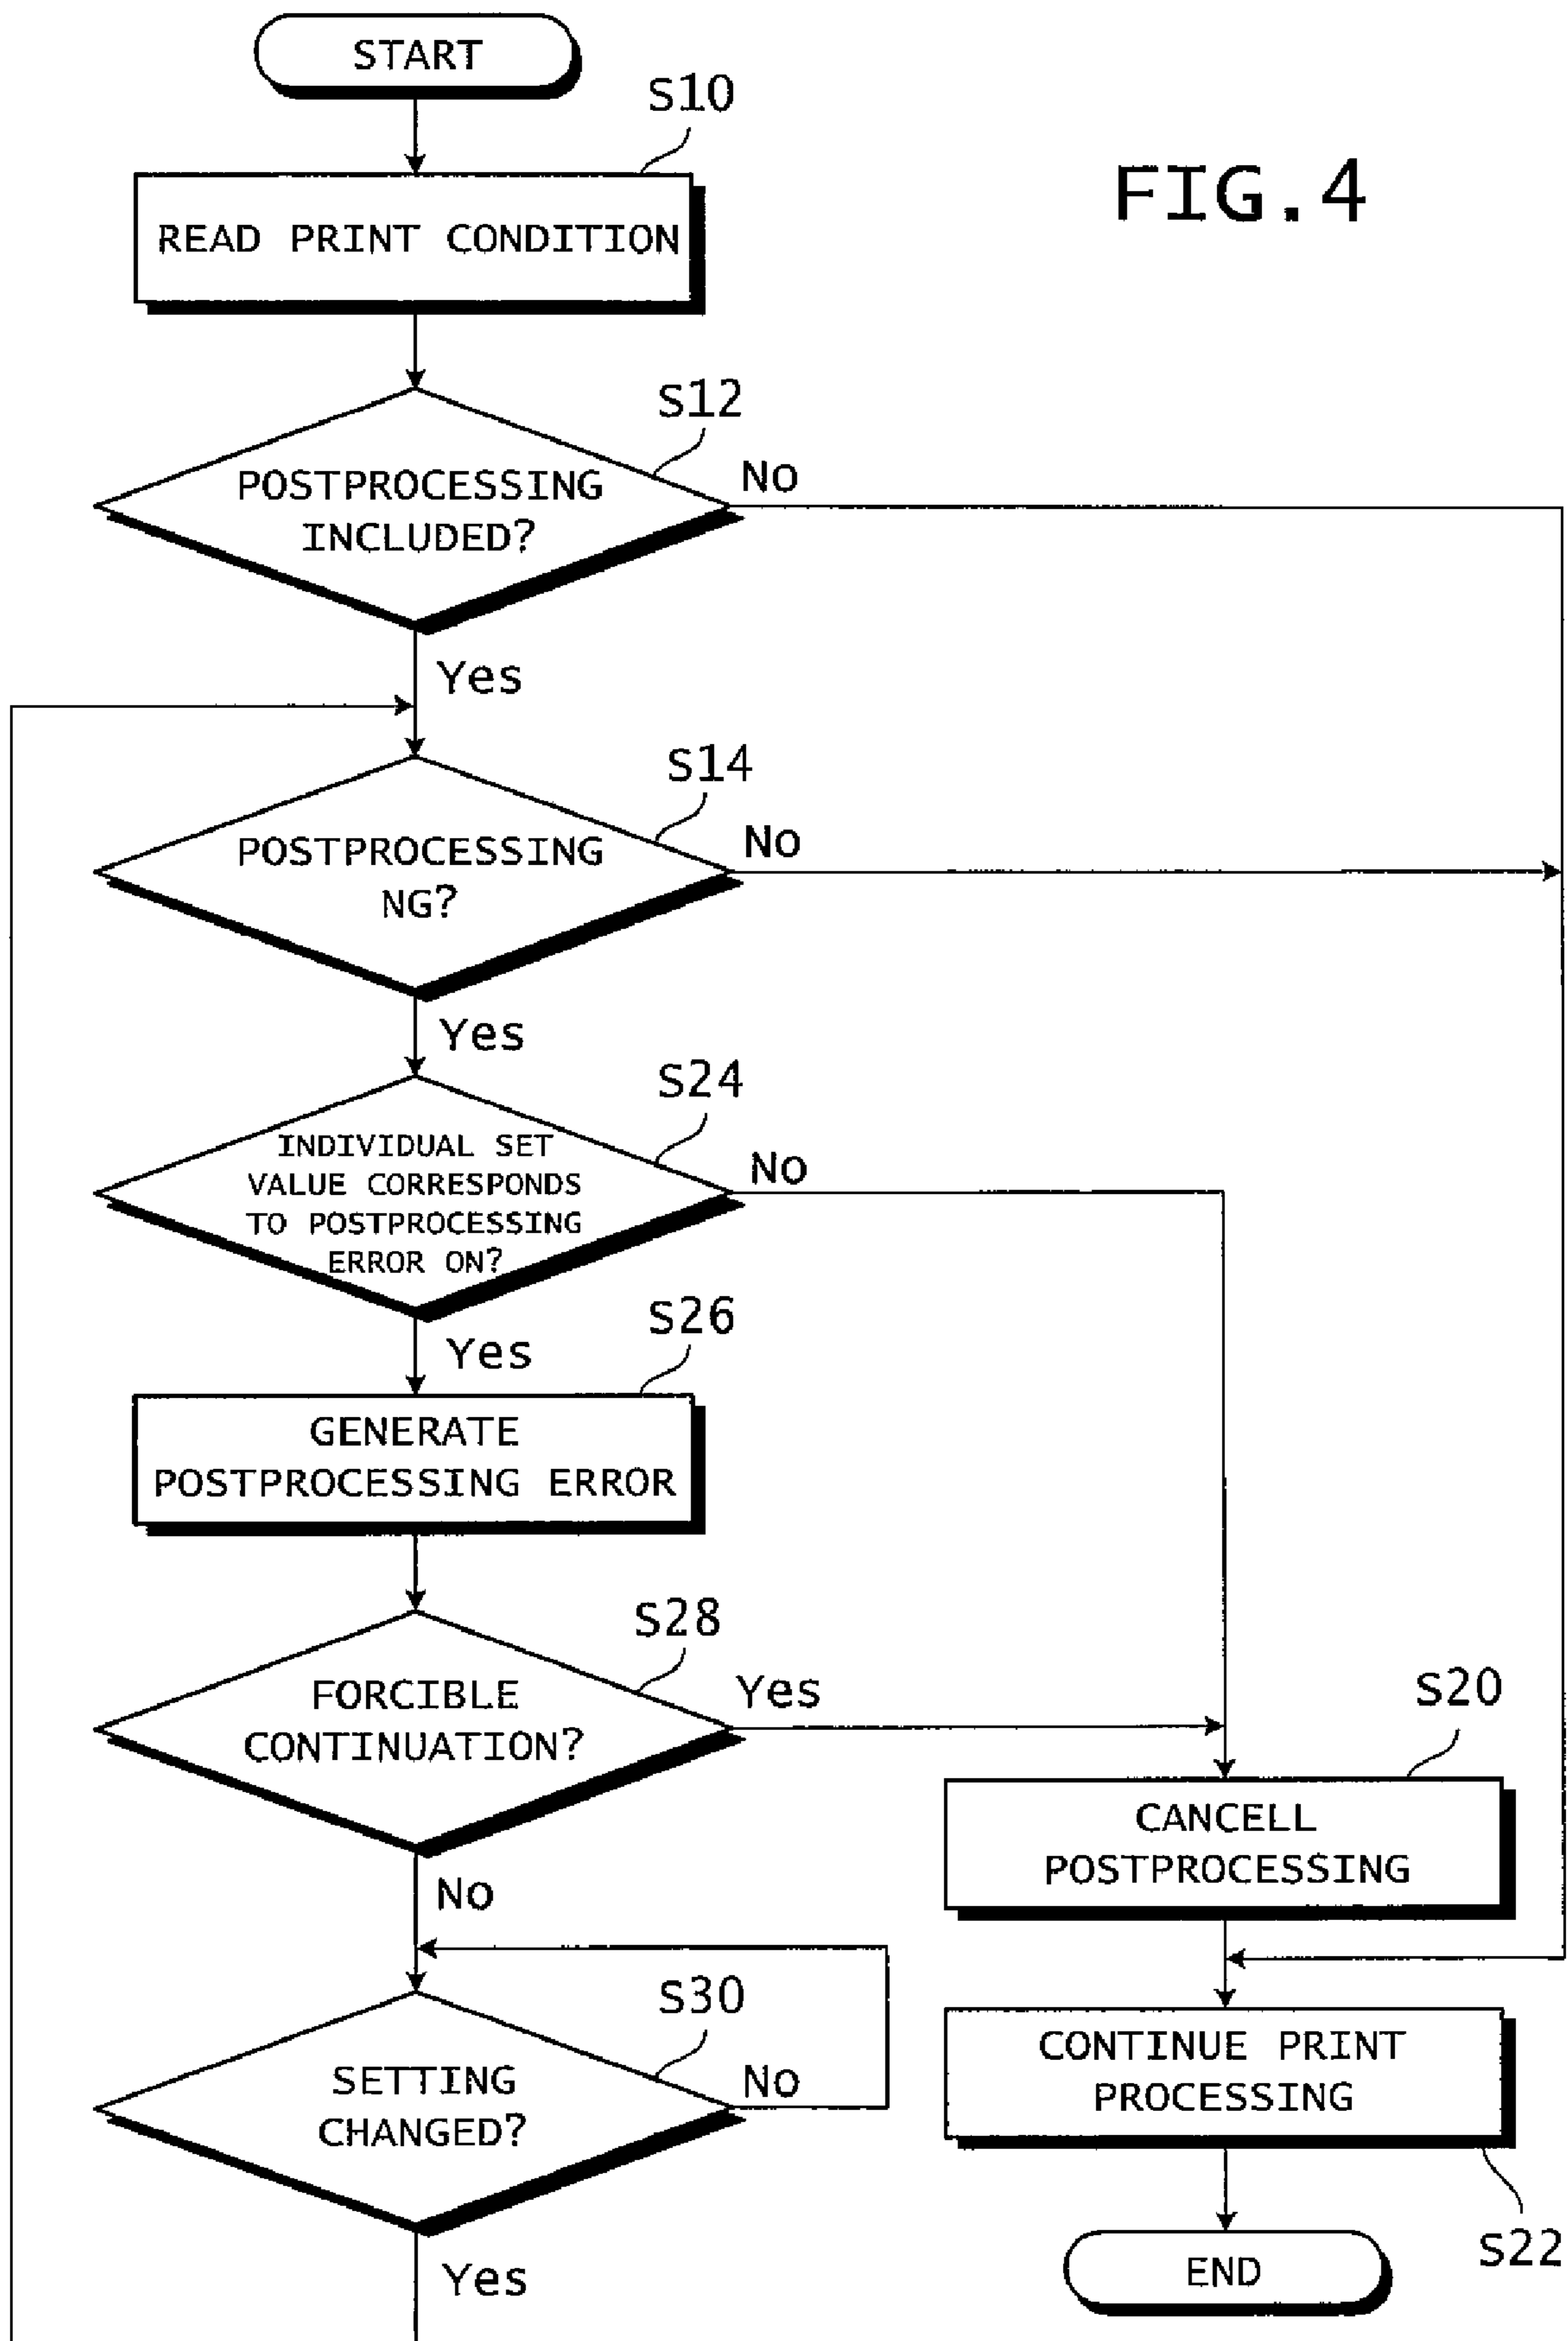 START
S10
FIG.4
READ PRINT CONDITION
S12
POSTPROCESSING
INCLUDED?
No
Yes
S14
POSTPROCESSING
NG?
No
Yes
S24
INDIVIDUAL SET
VALUE CORRESPONDS
TO POSTPROCESSING
ERROR ON?
No
Yes
S26
GENERATE
POSTPROCESSING ERROR
S28
FORCIBLE
CONTINUATION?
Yes
No
S20
CANCELL
POSTPROCESSING
S30
SETTING
CHANGED?
No
Yes
CONTINUE PRINT
PROCESSING
S22
END